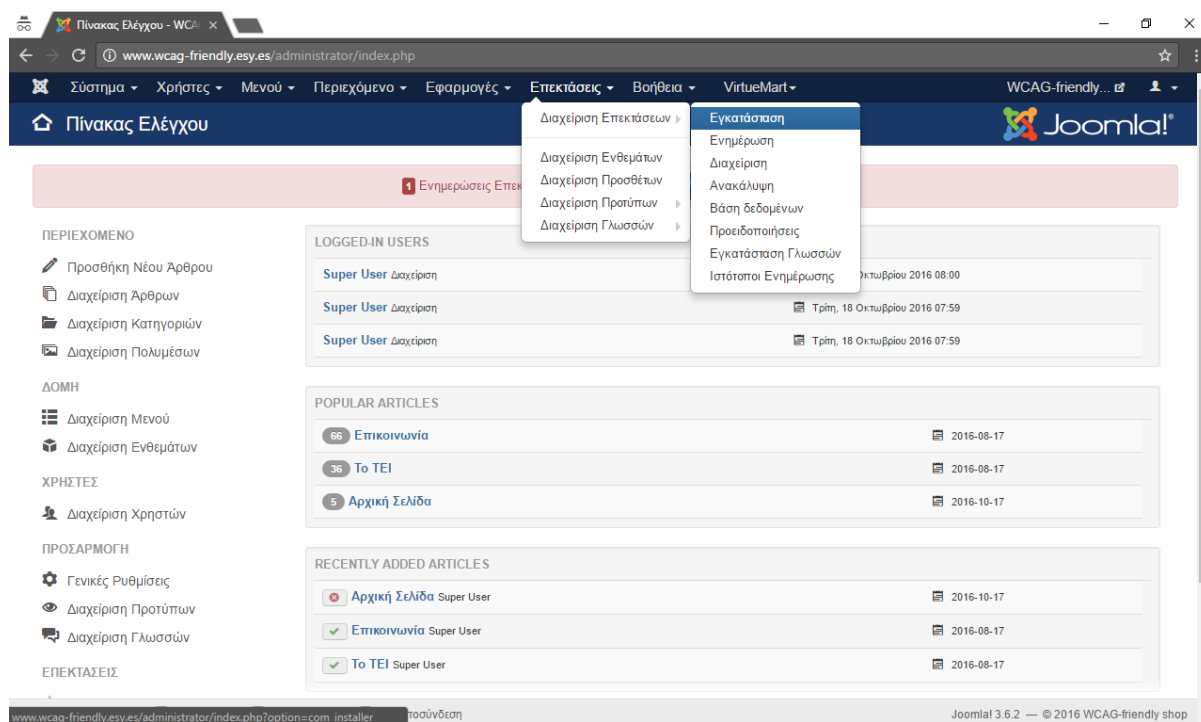 Πίνακας Ελέγχου - WCA
www.wcag-friendly.esy.es/administrator/index.php
Σύστημα Χρήστες Μενού Περιεχόμενο Εφαρμογές Επεκτάσεις Βοήθεια VirtueMart WCAG-friendly...
Πίνακας Ελέγχου
Joomla!®
Διαχείριση Επεκτάσεων
Διαχείριση Ενθεμάτων
Διαχείριση Προσθέτων
Διαχείριση Προτύπων
Διαχείριση Γλωσσών
Εγκατάσταση
Ενημέρωση
Διαχείριση
Ανακάλυψη
Βάση δεδομένων
Προειδοποιήσεις
Εγκατάσταση Γλωσσών
Ιστότοποι Ενημέρωσης
1 Ενημερώσεις Επεκ
ΠΕΡΙΕΧΟΜΕΝΟ
Προσθήκη Νέου Άρθρου
Διαχείριση Άρθρων
Διαχείριση Κατηγοριών
Διαχείριση Πολυμέσων
ΔΟΜΗ
Διαχείριση Μενού
Διαχείριση Ενθεμάτων
ΧΡΗΣΤΕΣ
Διαχείριση Χρηστών
ΠΡΟΣΑΡΜΟΓΗ
Γενικές Ρυθμίσεις
Διαχείριση Προτύπων
Διαχείριση Γλωσσών
ΕΠΕΚΤΑΣΕΙΣ
LOGGED-IN USERS
Super User Διαχείριση Οκτωβρίου 2016 08:00
Super User Διαχείριση Τρίτη, 18 Οκτωβρίου 2016 07:59
Super User Διαχείριση Τρίτη, 18 Οκτωβρίου 2016 07:59
POPULAR ARTICLES
66 Επικοινωνία 2016-08-17
36 Το ΤΕΙ 2016-08-17
5 Αρχική Σελίδα 2016-10-17
RECENTLY ADDED ARTICLES
Αρχική Σελίδα Super User 2016-10-17
Επικοινωνία Super User 2016-08-17
Το ΤΕΙ Super User 2016-08-17
www.wcag-friendly.esy.es/administrator/index.php?option=com_installer
ποσύνδεση
Joomla! 3.6.2 — © 2016 WCAG-friendly shop